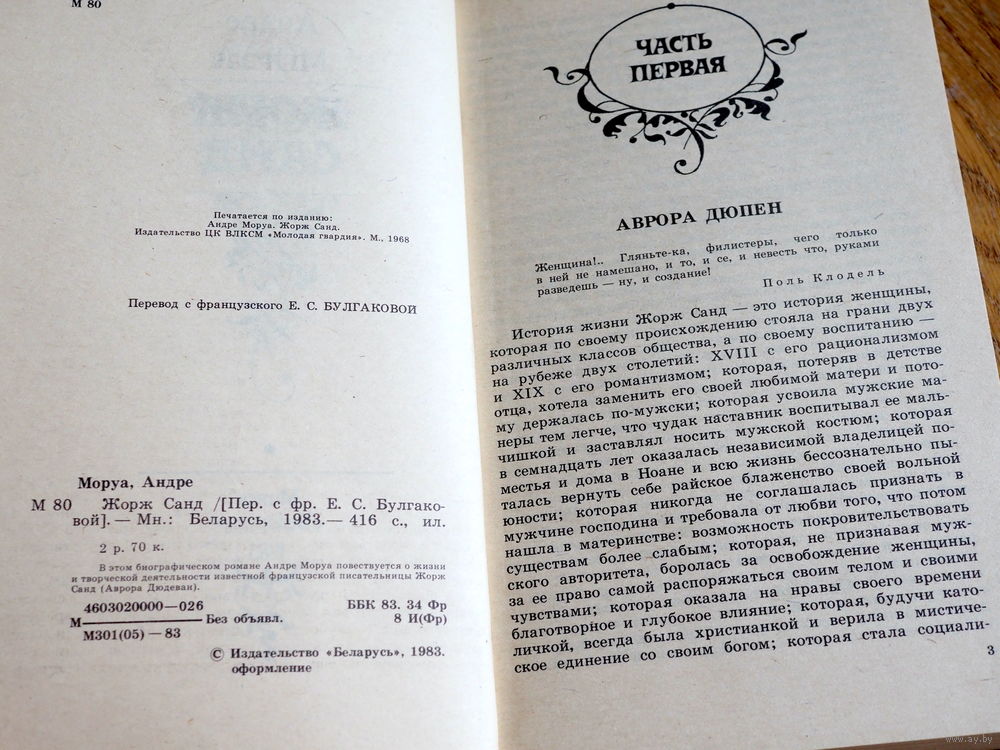 М 80
Печатается по изданию:
Андре Моруа. Жорж Санд.
Издательство ЦК ВЛКСМ «Молодая гвардия». М., 1968
Перевод с французского Е. С. БУЛГАКОВОЙ
Моруа, Андре
М 80 Жорж Санд /[Пер. с фр. Е. С. Булгако-
вой].— Мн.: Беларусь, 1983.— 416 с., ил.
2 р. 70 к.
В этом биографическом романе Андре Моруа повествуется о жизни
и творческой деятельности известной французской писательницы Жорж
Санд (Аврора Дюдеван).
4603020000—026
М———— Без объявл.
М301(05) — 83
ББК 83. 34 Фр
8 И(Фр)
© Издательство «Беларусь», 1983.
оформление
ЧАСТЬ
ПЕРВАЯ
АВРОРА ДЮПЕН
Женщина!.. Гляньте-ка, филистеры, чего только
в ней не намешано, и то, и се, и невесть что, руками
разведешь — ну, и создание!
Поль Клодель
История жизни Жорж Санд — это история женщины,
которая по своему происхождению стояла на грани двух
различных классов общества, а по своему воспитанию —
на рубеже двух столетий: XVIII с его рационализмом
и XIX с его романтизмом; которая, потеряв в детстве
отца, хотела заменить его своей любимой матери и пото-
му держалась по-мужски; которая усвоила мужские ма-
неры тем легче, что чудак наставник воспитывал ее маль-
чишкой и заставлял носить мужской костюм; которая
в семнадцать лет оказалась независимой владелицей по-
местья и дома в Ноане и всю жизнь бессознательно пы-
талась вернуть себе райское блаженство своей вольной
юности; которая никогда не соглашалась признать в
мужчине господина и требовала от любви того, что потом
нашла в материнстве: возможность покровительствовать
существам более слабым; которая, не признавая муж-
ского авторитета, боролась за освобождение женщины,
за ее право самой распоряжаться своим телом и своими
чувствами; которая оказала на нравы своего времени
благотворное и глубокое влияние; которая, будучи като-
личкой, всегда была христианкой и верила в мистиче-
ское единение со своим богом; которая стала социали-
3
www.ay.by